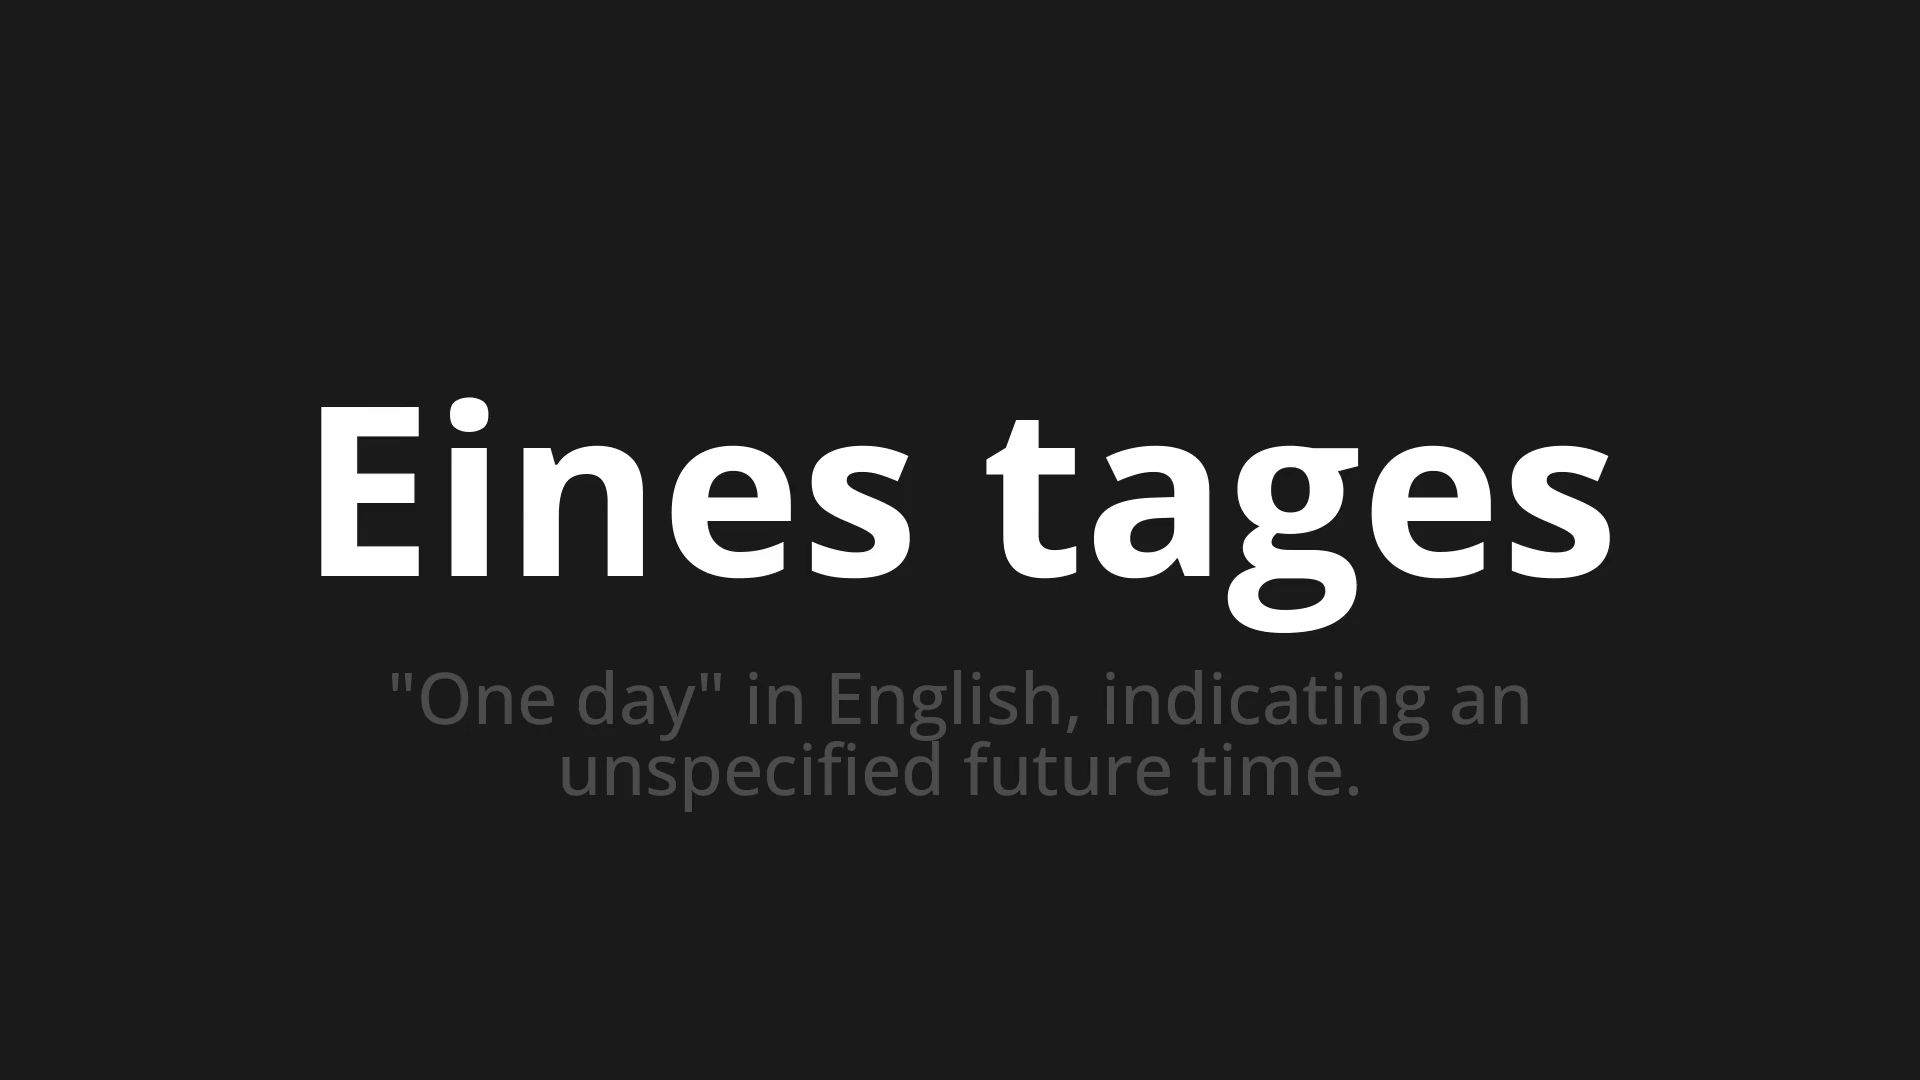 Eines tages
"One day" in English, indicating an
unspecified future time.